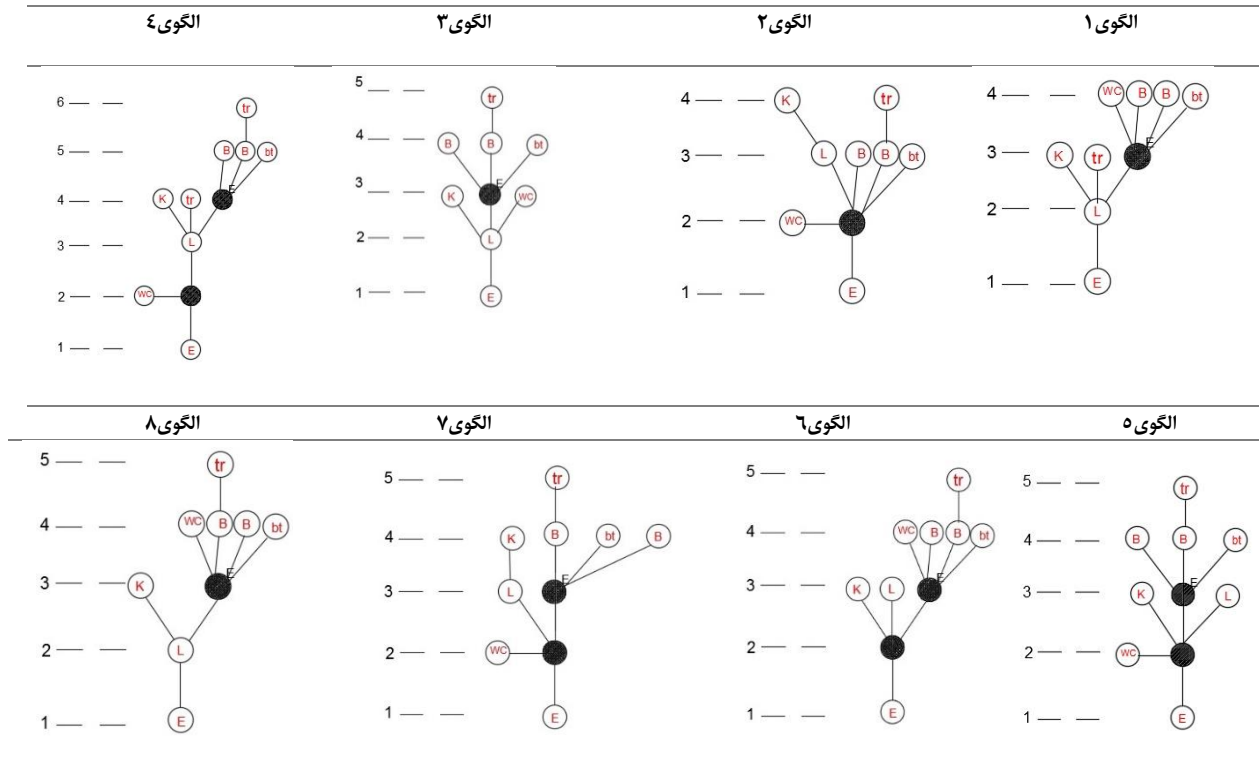 الگوی۱ الگوی۲ الگوی۳ الگوی٤
4 WC B B bt
3 K tr E
2 L
1 E
4 K tr
3 L B B bt
2 WC
1 E
5 tr
4 B B bt
3 K E WC
2 L
1 E
6 tr
5 B B bt
4 K tr E
3 L
2 WC
1 E
الگوی٥ الگوی٦ الگوی۷ الگوی۸
5 tr
4 B B bt
3 K E L
2 WC
1 E
5 tr
4 WC B B bt
3 K L E
2
1 E
5 tr
4 K B bt B
3 L E
2 WC
1 E
5 tr
4 WC B B bt
3 K E
2 L
1 E